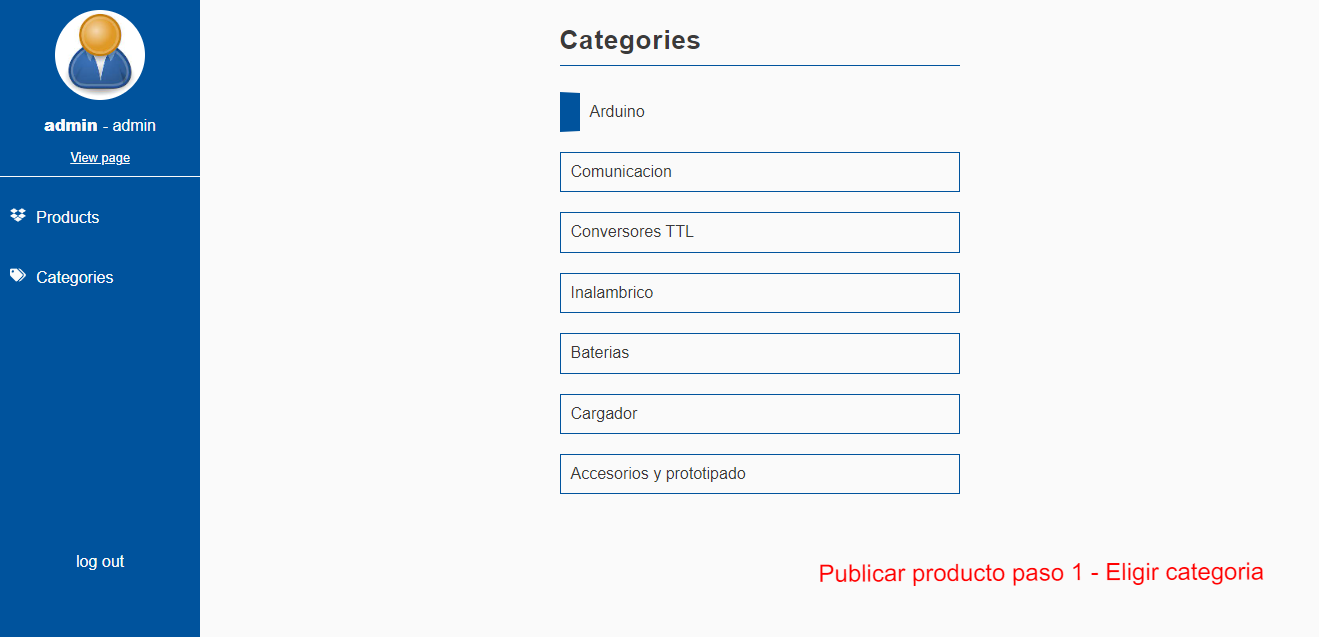 admin - admin
View page
Products
Categories
log out
Categories
Arduino
Comunicacion
Conversores TTL
Inalambrico
Baterias
Cargador
Accesorios y prototipado
Publicar producto paso 1 - Eligir categoria